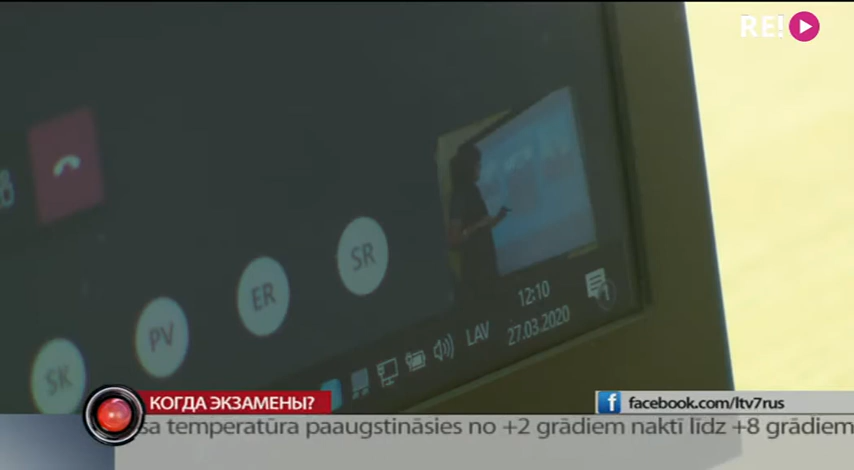 RE!
SK
PV
ER
SR
LAV
12:10
27.03.2020
1
КОГДА ЭКЗАМЕНЫ?
facebook.com/ltv7rus
sa temperatūra paaugstināsies no +2 grādiem naktī līdz +8 grādiem